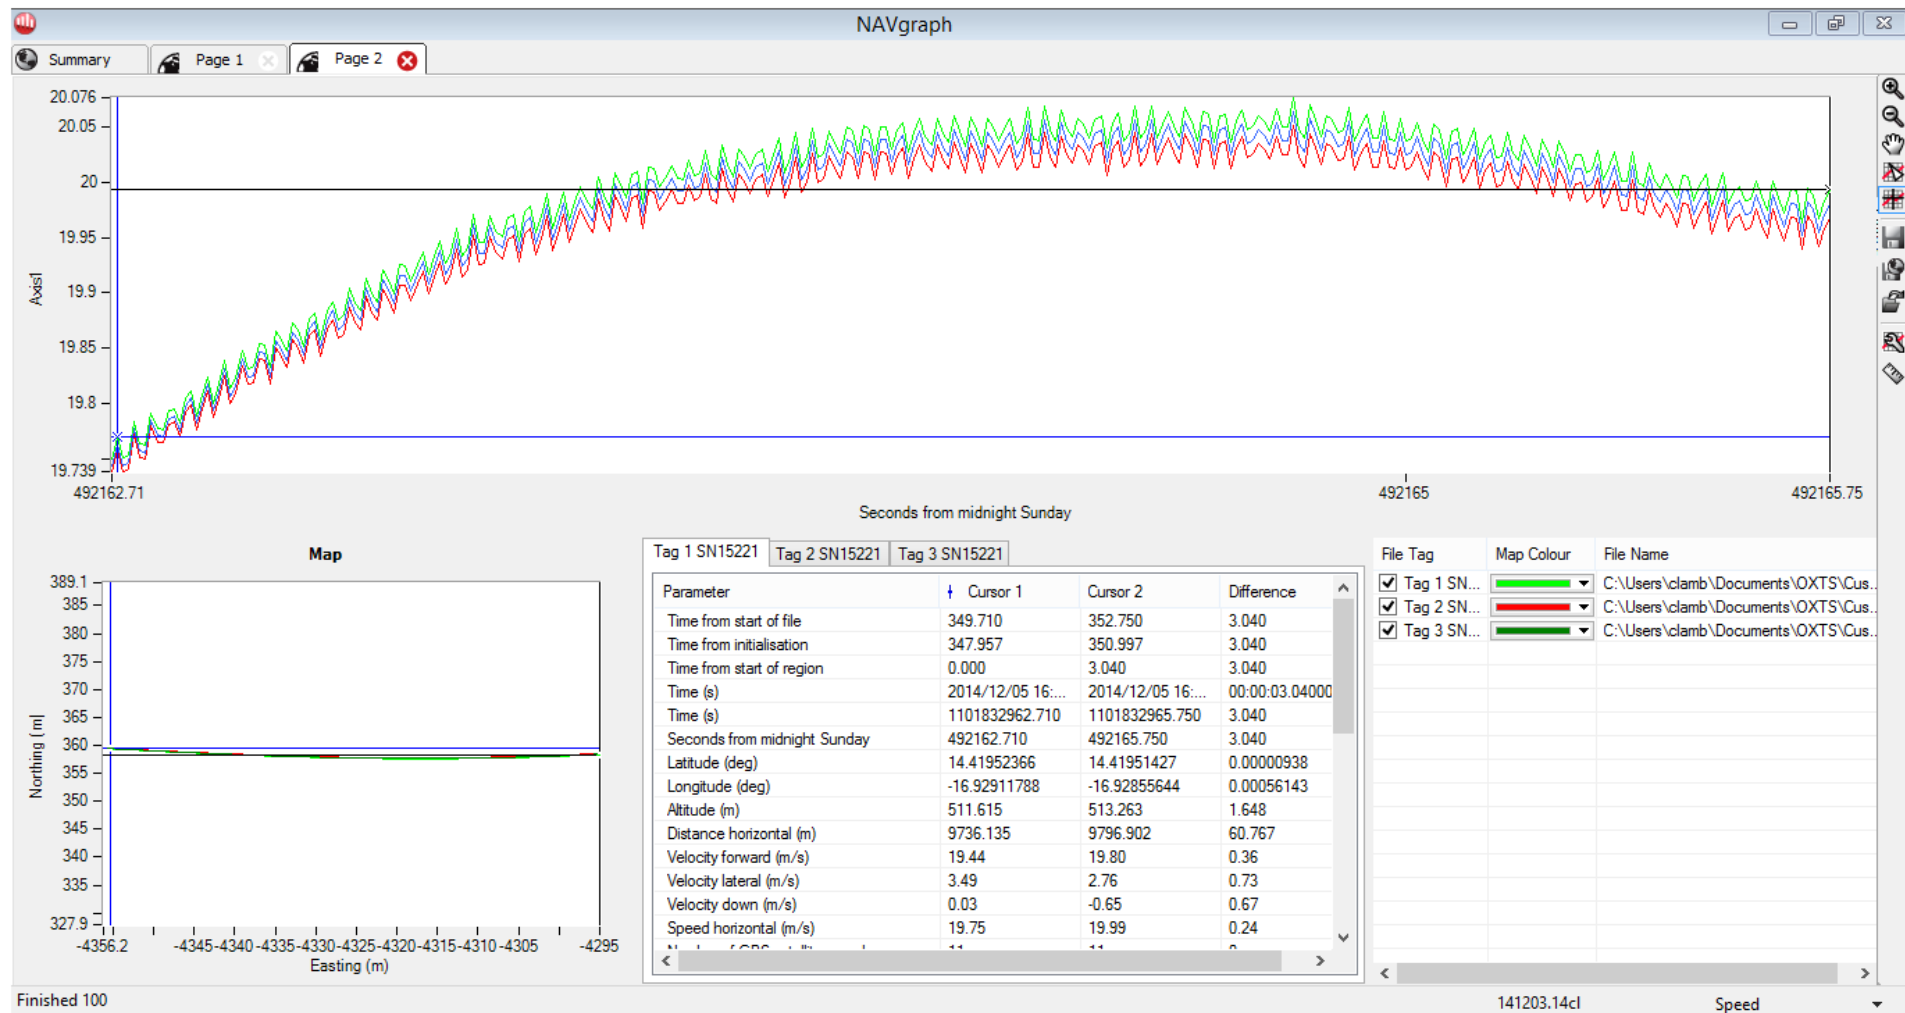 NAVgraph
Summary Page 1 Page 2
20.076
20.05
20
19.95
19.9
19.85
19.8
19.739
Axis1
492162.71 492165 492165.75
Seconds from midnight Sunday
Map
389.1
385
380
375
370
365
360
355
350
345
340
335
327.9
Northing (m)
-4356.2 -4345 -4340 -4335 -4330 -4325 -4320 -4315 -4310 -4305 -4295
Easting (m)
Tag 1 SN15221 Tag 2 SN15221 Tag 3 SN15221
Parameter Cursor 1 Cursor 2 Difference
Time from start of file 349.710 352.750 3.040
Time from initialisation 347.957 350.997 3.040
Time from start of region 0.000 3.040 3.040
Time (s) 2014/12/05 16:... 2014/12/05 16:... 00:00:03.04000
Time (s) 1101832962.710 1101832965.750 3.040
Seconds from midnight Sunday 492162.710 492165.750 3.040
Latitude (deg) 14.41952366 14.41951427 0.00000938
Longitude (deg) -16.92911788 -16.92855644 0.00056143
Altitude (m) 511.615 513.263 1.648
Distance horizontal (m) 9736.135 9796.902 60.767
Velocity forward (m/s) 19.44 19.80 0.36
Velocity lateral (m/s) 3.49 2.76 0.73
Velocity down (m/s) 0.03 -0.65 0.67
Speed horizontal (m/s) 19.75 19.99 0.24
File Tag Map Colour File Name
Tag 1 SN... C:\Users\clamb\Documents\OXTS\Cus..
Tag 2 SN... C:\Users\clamb\Documents\OXTS\Cus..
Tag 3 SN... C:\Users\clamb\Documents\OXTS\Cus..
Finished 100 141203.14cl Speed